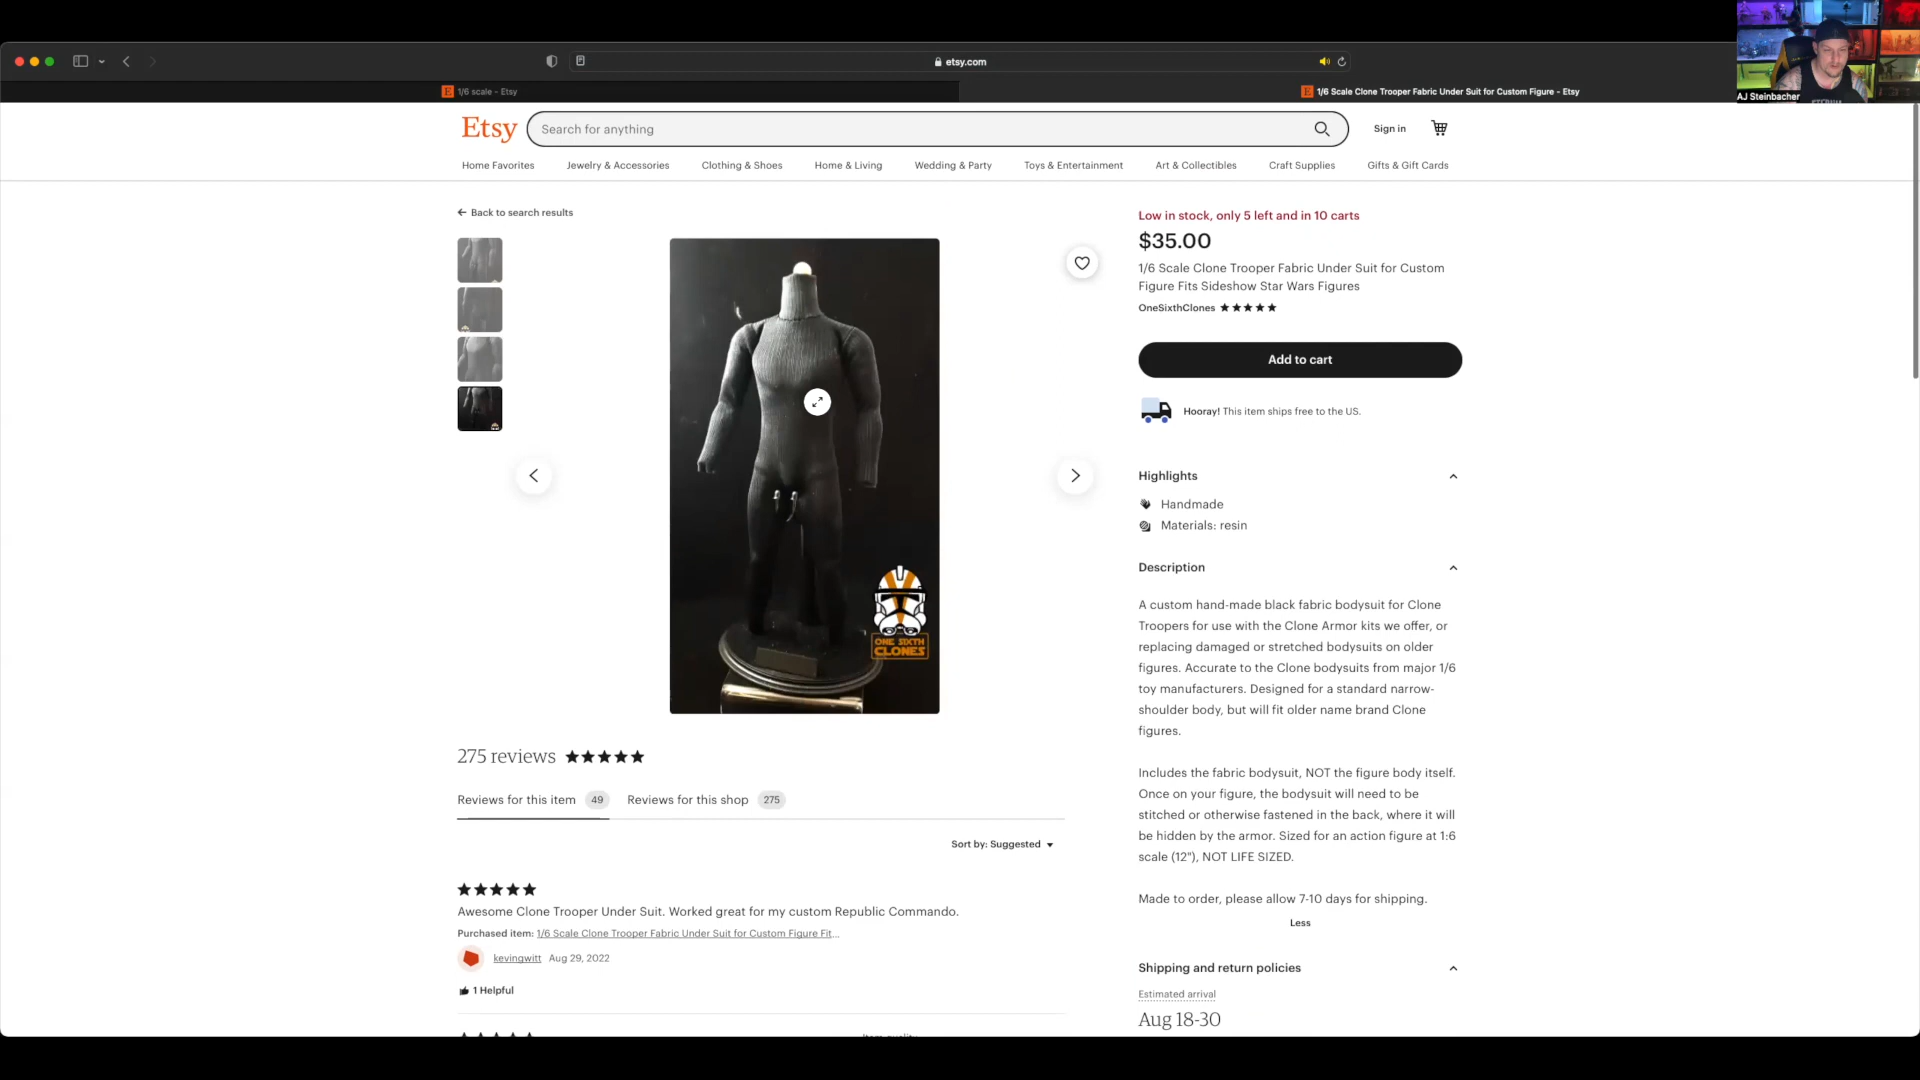 etsy.com
1/6 scale - Etsy
1/6 Scale Clone Trooper Fabric Under Suit for Custom Figure - Etsy
AJ Steinbacher
Etsy
Search for anything
Sign in
Home Favorites
Jewelry & Accessories
Clothing & Shoes
Home & Living
Wedding & Party
Toys & Entertainment
Art & Collectibles
Craft Supplies
Gifts & Gift Cards
Back to search results
ONE SIXTH
CLONES
Low in stock, only 5 left and in 10 carts
$35.00
1/6 Scale Clone Trooper Fabric Under Suit for Custom
Figure Fits Sideshow Star Wars Figures
OneSixthClones
Add to cart
Hooray! This item ships free to the US.
Highlights
Handmade
Materials: resin
Description
A custom hand-made black fabric bodysuit for Clone
Troopers for use with the Clone Armor kits we offer, or
replacing damaged or stretched bodysuits on older
figures. Accurate to the Clone bodysuits from major 1/6
toy manufacturers. Designed for a standard narrow-
shoulder body, but will fit older name brand Clone
figures.
Includes the fabric bodysuit, NOT the figure body itself.
Once on your figure, the bodysuit will need to be
stitched or otherwise fastened in the back, where it will
be hidden by the armor. Sized for an action figure at 1:6
scale (12"), NOT LIFE SIZED.
Made to order, please allow 7-10 days for shipping.
Less
Shipping and return policies
Estimated arrival
Aug 18-30
275 reviews
Reviews for this item 49
Reviews for this shop 275
Sort by: Suggested
Awesome Clone Trooper Under Suit. Worked great for my custom Republic Commando.
Purchased item: 1/6 Scale Clone Trooper Fabric Under Suit for Custom Figure Fit...
kevingwitt Aug 29, 2022
1 Helpful